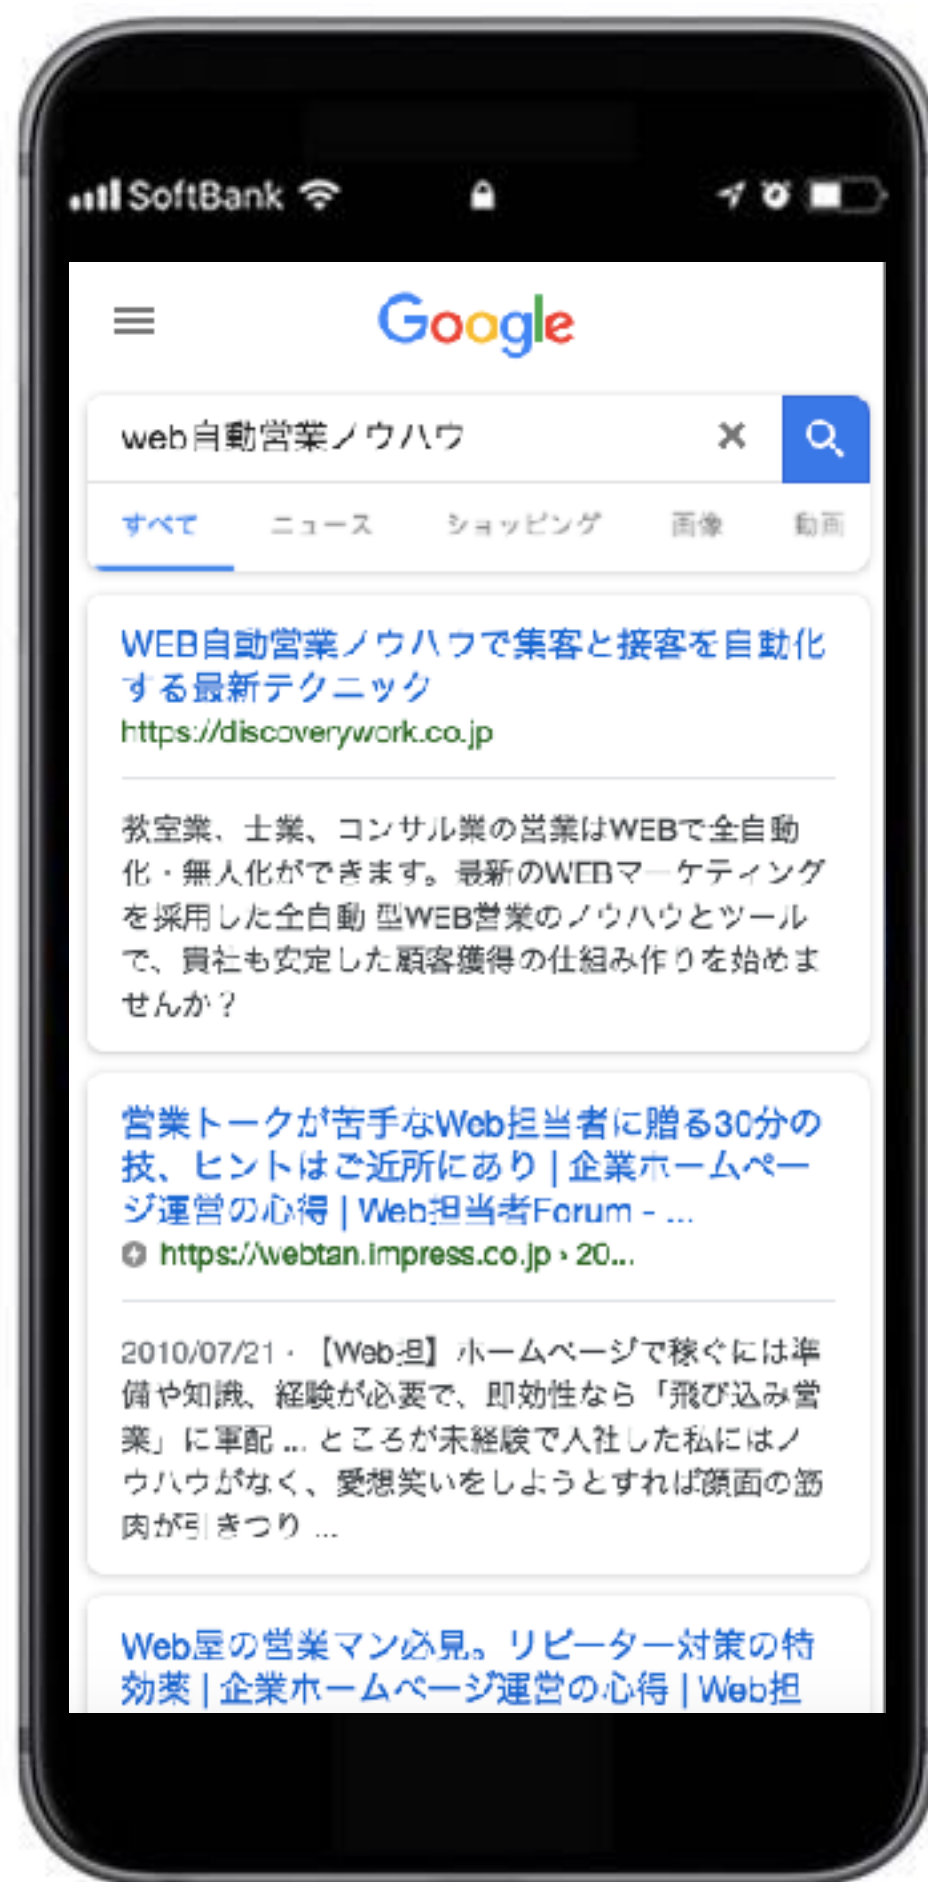 SoftBank
Google
web自動営業ノウハウ
すべて ニュース ショッピング 画像 動画
WEB自動営業ノウハウで集客と接客を自動化
する最新テクニック
https://discoverywork.co.jp
教室業、士業、コンサル業の営業はWEBで全自動
化・無人化ができます。最新のWEBマーケティング
を採用した全自動 型WEB営業のノウハウとツール
で、貴社も安定した顧客獲得の仕組み作りを始めま
せんか？
営業トークが苦手なWeb担当者に贈る30分の
技、ヒントはご近所にあり | 企業ホームペー
ジ運営の心得 | Web担当者Forum - ...
https://webtan.impress.co.jp › 20...
2010/07/21 · 【Web担】ホームページで稼ぐには準
備や知識、経験が必要で、即効性なら「飛び込み営
業」に軍配 ... ところが未経験で入社した私にはノ
ウハウがなく、愛想笑いをしようとすれば顔面の筋
肉が引きつり ...
Web屋の営業マン必見。リピーター対策の特
効薬 | 企業ホームページ運営の心得 | Web担